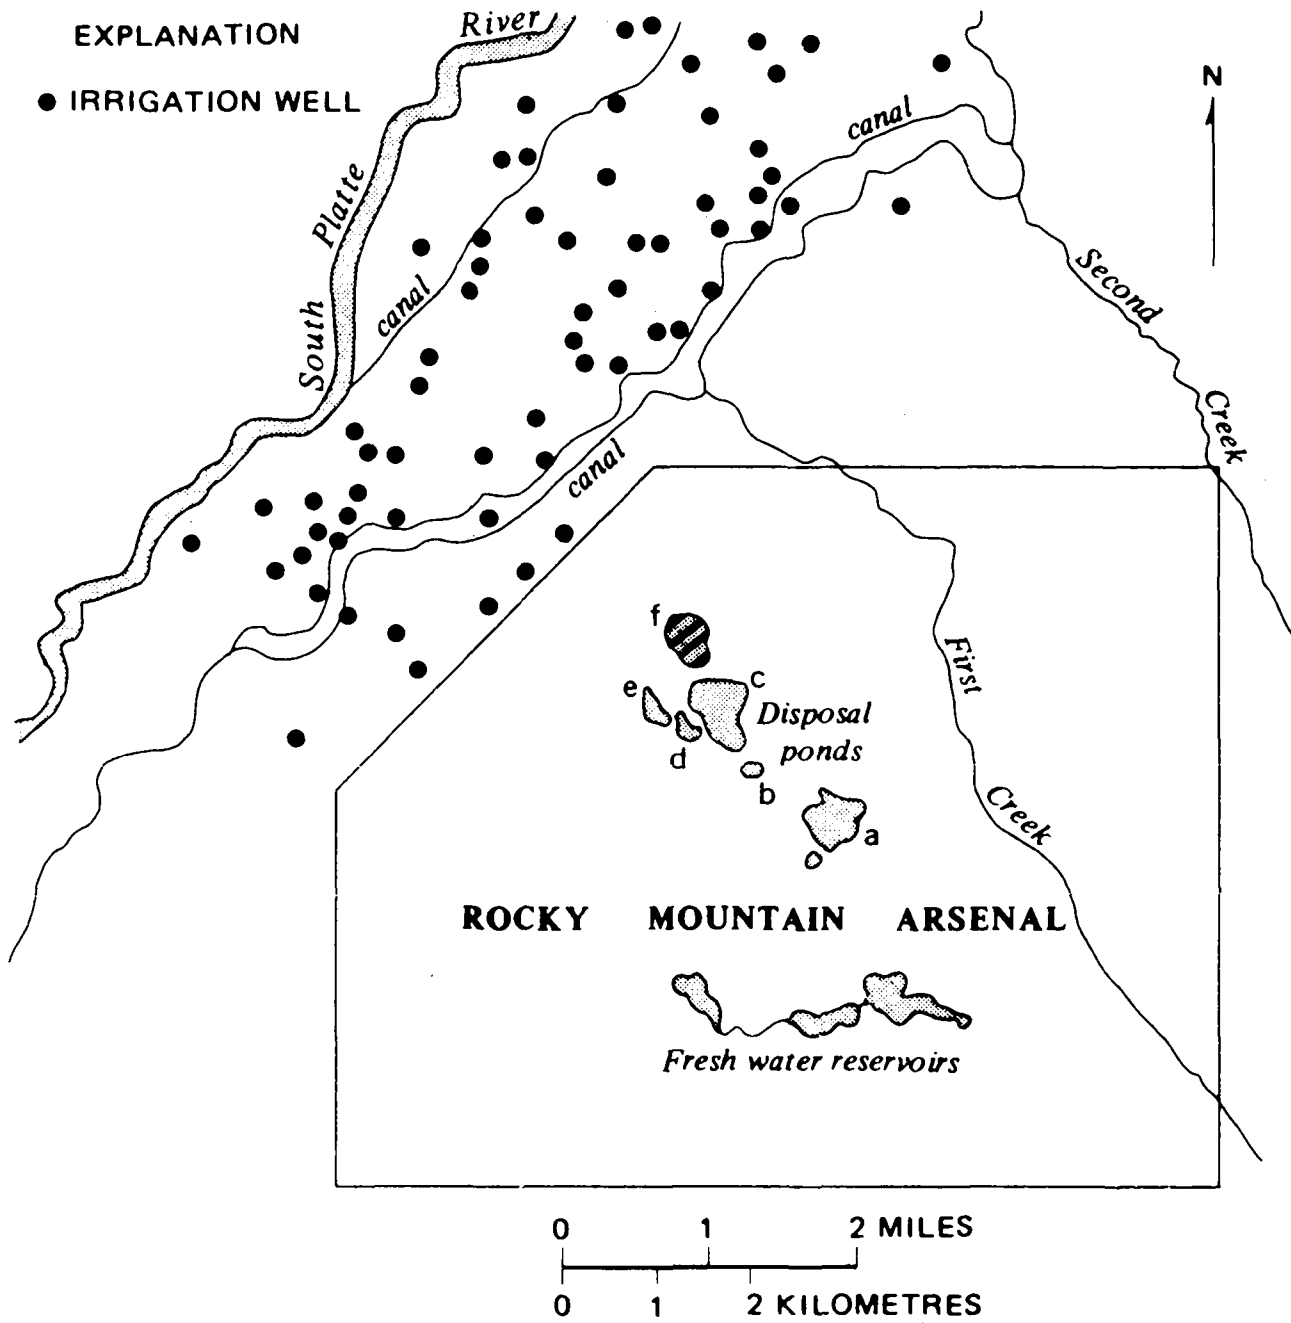 EXPLANATION
IRRIGATION WELL
River
Platte
South
canal
canal
canal
N
Second
Creek
First
Creek
f
e
c
d
b
a
Disposal
ponds
ROCKY MOUNTAIN ARSENAL
Fresh water reservoirs
0 1 2 MILES
0 1 2 KILOMETRES